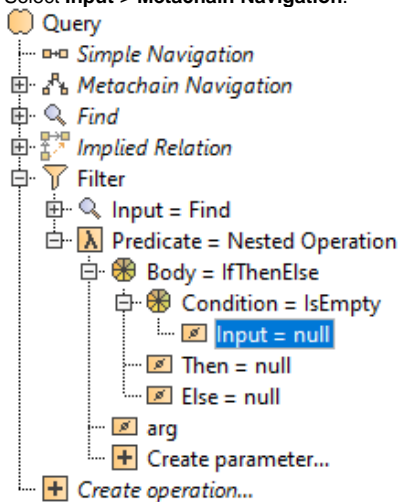 Select Input > Metachain Navigation.
Query
Simple Navigation
Metachain Navigation
Find
Implied Relation
Filter
Input = Find
Predicate = Nested Operation
Body = IfThenElse
Condition = IsEmpty
Input = null
Then = null
Else = null
arg
Create parameter...
Create operation...